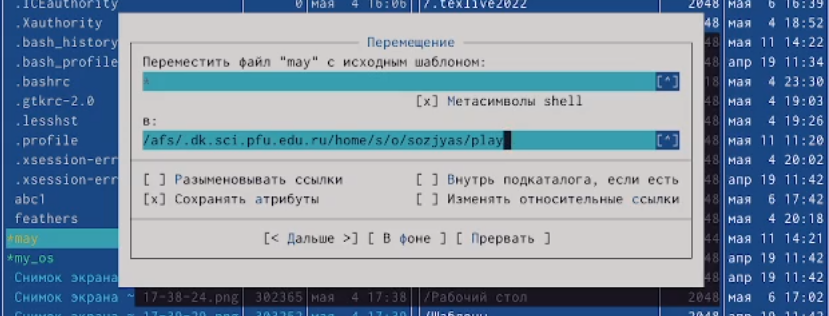 .ICEauthority 0 мая 4 16:06 /.texlive2022 2048 мая 6 16:39
.Xauthority 48 мая 4 18:52
.bash_history Перемещение 48 мая 11 14:22
.bash_profile Переместить файл "may" с исходным шаблоном: 48 апр 19 11:34
.bashrc * [^] 48 мая 4 23:30
.gtkrc-2.0 [x] Метасимволы shell 48 мая 4 19:03
.lesshst в: 48 мая 4 19:26
.profile /afs/.dk.sci.pfu.edu.ru/home/s/o/sozjyas/play [^] 48 мая 11 11:20
.xsession-err 48 мая 4 20:02
.xsession-err [ ] Разыменовывать ссылки [ ] Внутрь подкаталога, если есть 48 апр 19 11:42
abc1 [x] Сохранять атрибуты [ ] Изменять относительные ссылки 48 мая 6 17:42
feathers 48 мая 4 20:18
*may [< Дальше >] [ В фоне ] [ Прервать ] 44 мая 11 14:21
*my_os 48 апр 19 11:42
Снимок экрана 48 апр 19 11:42
Снимок экрана ~ 17-38-24.png 302365 мая 4 17:38 /Рабочий стол 2048 мая 6 17:02
Снимок экрана 2048 апр 19 11:42